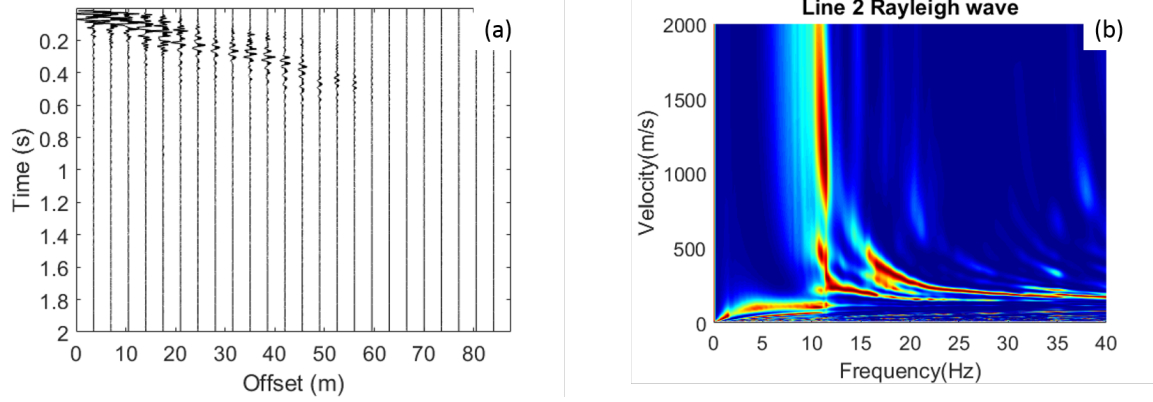 (a)
0.2
0.4
0.6
0.8
1
1.2
1.4
1.6
1.8
2
Time (s)
0 10 20 30 40 50 60 70 80
Offset (m)
Line 2 Rayleigh wave
(b)
2000
1500
1000
500
0
Velocity(m/s)
0 5 10 15 20 25 30 35 40
Frequency(Hz)